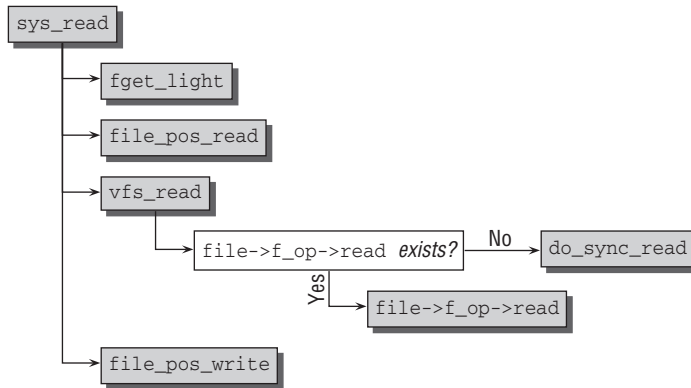 sys_read
fget_light
file_pos_read
vfs_read
file->f_op->read exists?
No
do_sync_read
Yes
file->f_op->read
file_pos_write